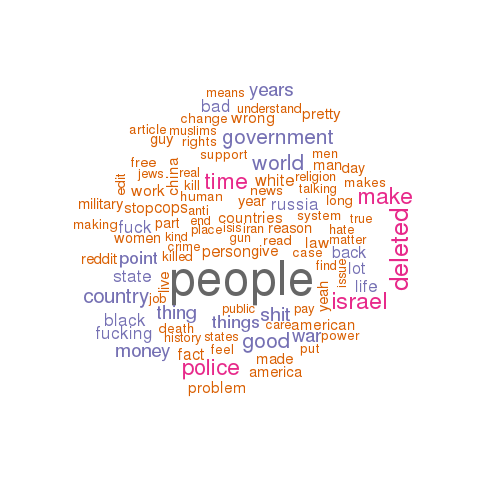 means years
bad understand
change wrong pretty
article muslims
guy rights government
free support world men
jews real man day
edit china kill time white news religion talking makes
work human
military stop cops anti year russia long make
making fuck part end place isis iran countries system true
women kind gun reason hate deleted
reddit point crime killed person give read law case matter back
state live people find issue lot
country job yeah israel life
black thing public pay
fucking death things shit care american
history states good war power
money fact feel made put
police america
problem